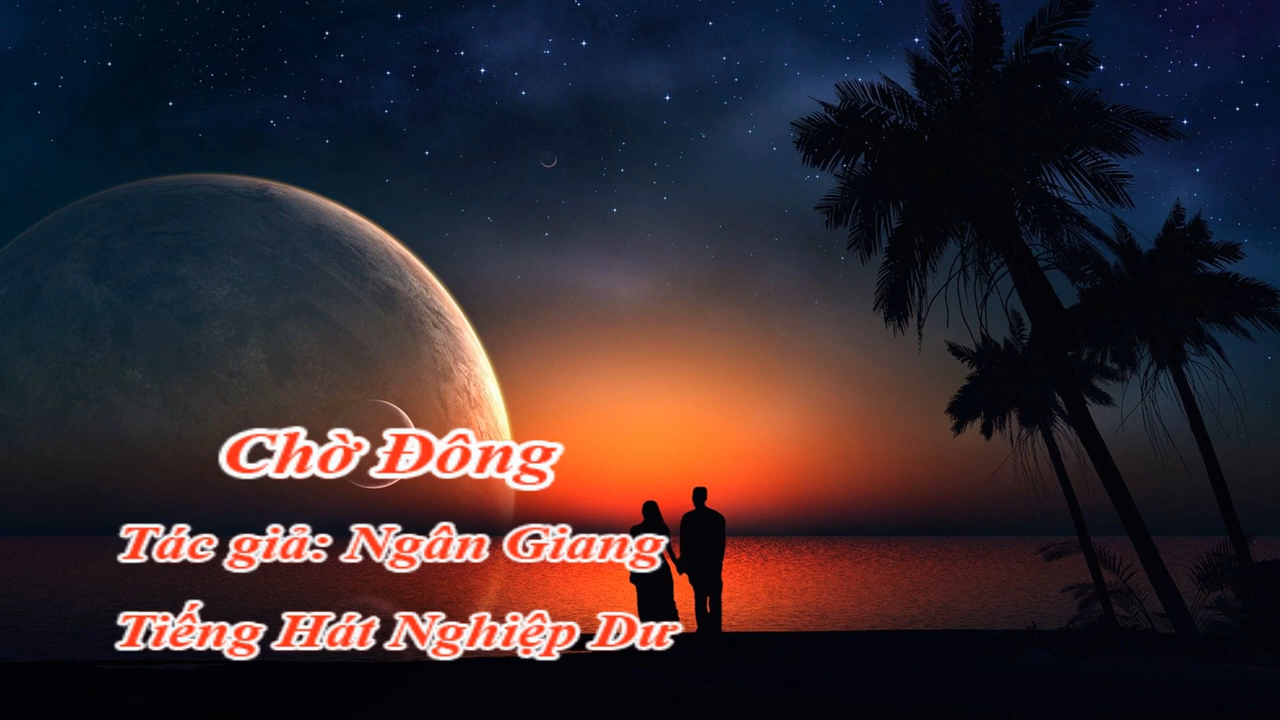 Chờ Đông
Tác giả: Ngân Giang
Tiếng Hát Nghiệp Dư